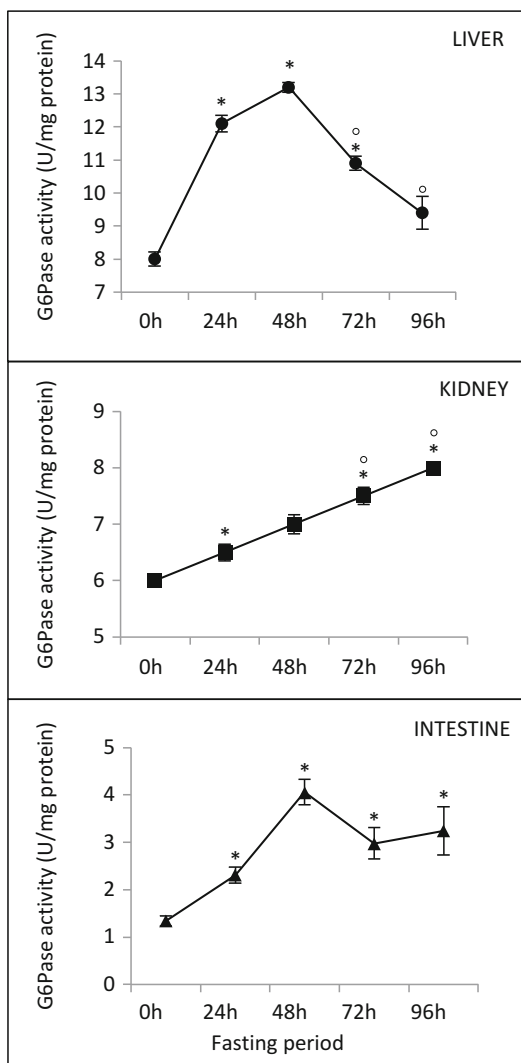 LIVER
G6Pase activity (U/mg protein)
14
13
12
11
10
9
8
7
* * ° * °
0h 24h 48h 72h 96h
KIDNEY
G6Pase activity (U/mg protein)
9
8
7
6
5
* ° * ° *
0h 24h 48h 72h 96h
INTESTINE
G6Pase activity (U/mg protein)
5
4
3
2
1
0
* * * *
0h 24h 48h 72h 96h
Fasting period